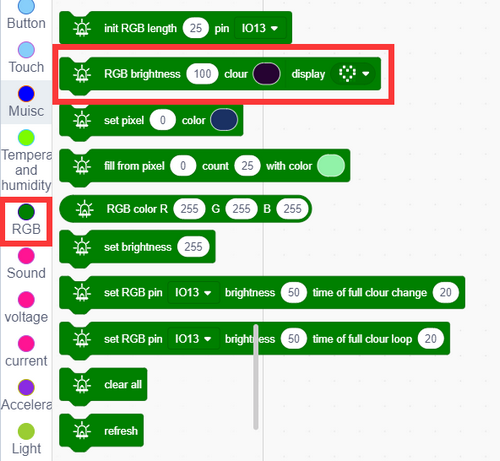 Button
Touch
Muisc
Tempera
and
humidity
RGB
Sound
voltage
current
Accelera
Light
init RGB length 25 pin IO13
RGB brightness 100 clour display
set pixel 0 color
fill from pixel 0 count 25 with color
RGB color R 255 G 255 B 255
set brightness 255
set RGB pin IO13 brightness 50 time of full clour change 20
set RGB pin IO13 brightness 50 time of full clour loop 20
clear all
refresh